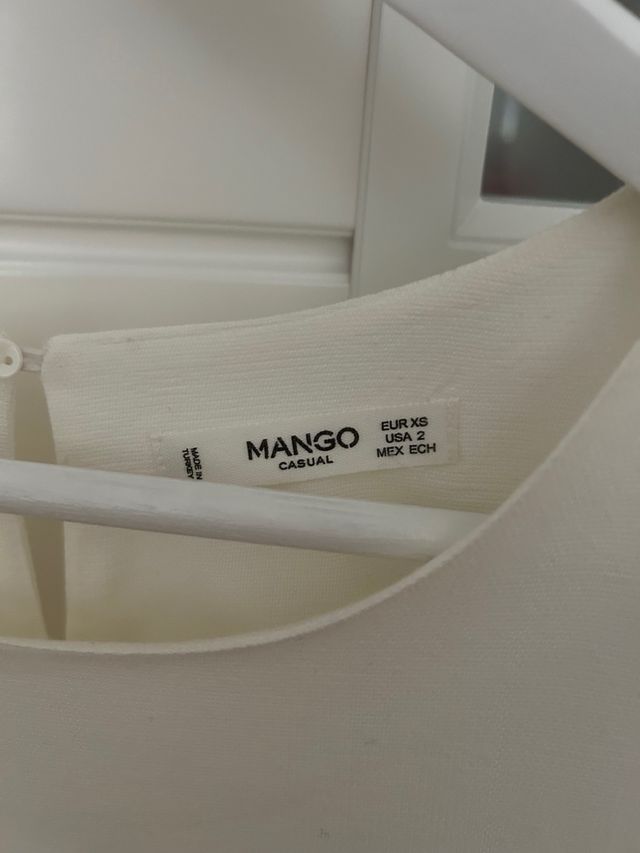 MADE IN
TURKEY
MANGO
CASUAL
EUR XS
USA 2
MEX ECH